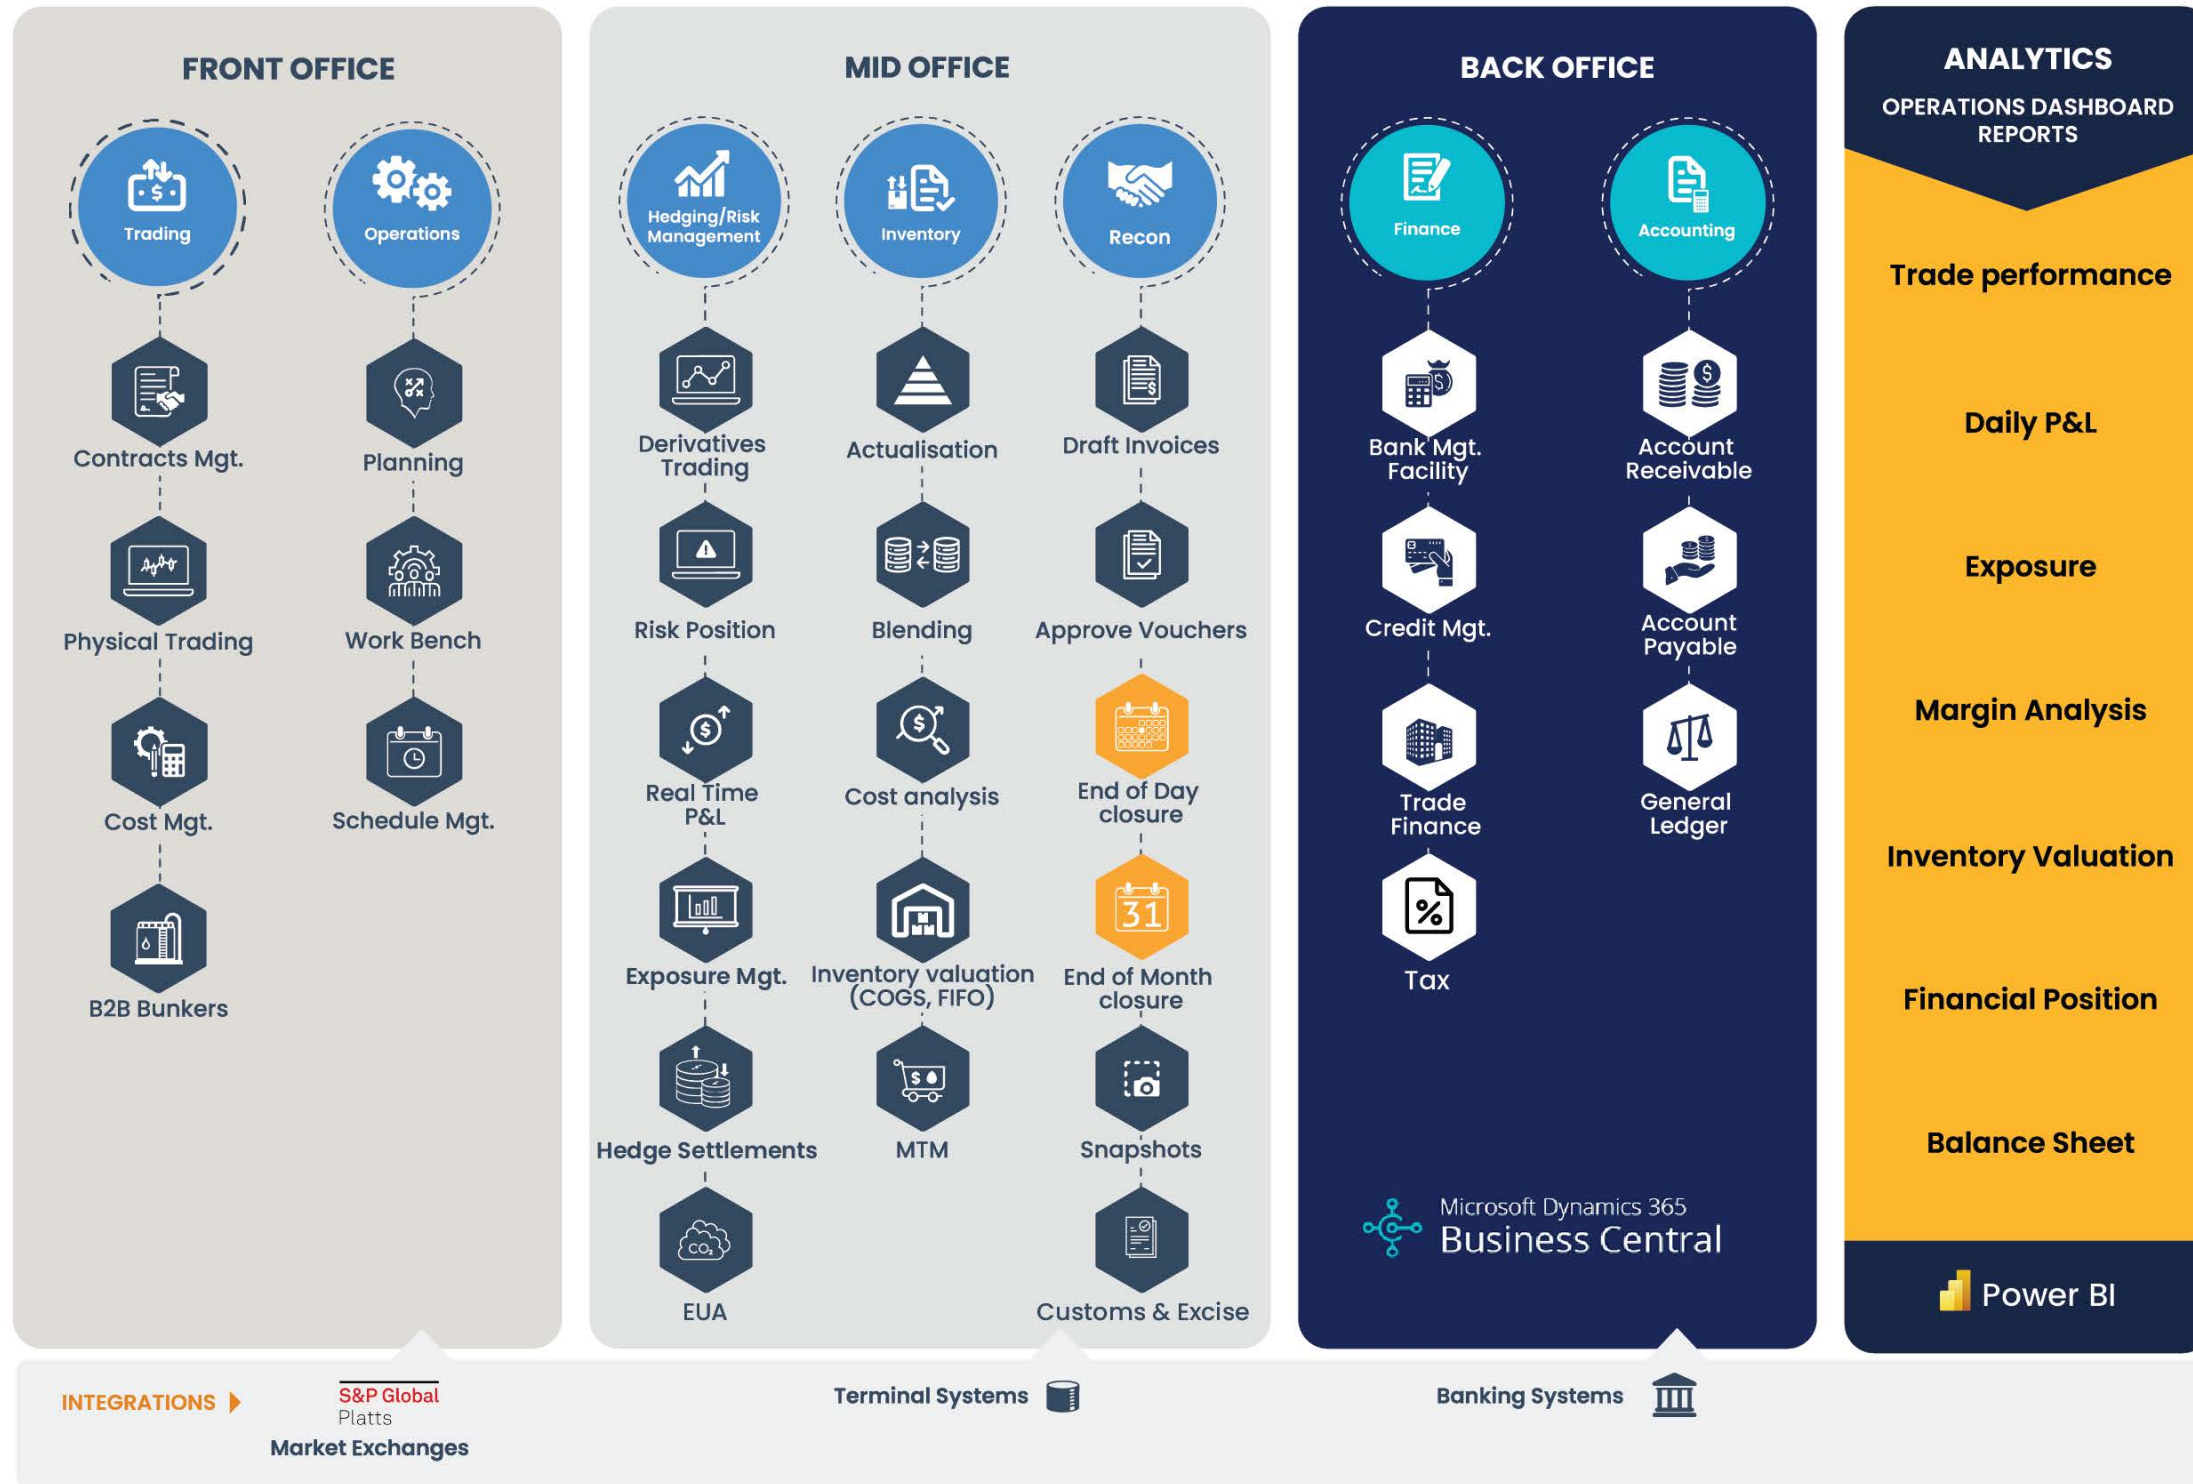 FRONT OFFICE
Trading
Contracts Mgt.
Physical Trading
Cost Mgt.
B2B Bunkers
Operations
Planning
Work Bench
Schedule Mgt.
MID OFFICE
Hedging/Risk
Management
Derivatives
Trading
Risk Position
Real Time
P&L
Exposure Mgt.
Hedge Settlements
CO₂
EUA
Inventory
Actualisation
Blending
Cost analysis
Inventory valuation
(COGS, FIFO)
MTM
Recon
Draft Invoices
Approve Vouchers
End of Day
closure
31
End of Month
closure
Snapshots
Customs & Excise
BACK OFFICE
Finance
Bank Mgt.
Facility
Credit Mgt.
Trade
Finance
Tax
Accounting
Account
Receivable
Account
Payable
General
Ledger
Microsoft Dynamics 365
Business Central
ANALYTICS
OPERATIONS DASHBOARD
REPORTS
Trade performance
Daily P&L
Exposure
Margin Analysis
Inventory Valuation
Financial Position
Balance Sheet
Power BI
INTEGRATIONS
S&P Global
Platts
Market Exchanges
Terminal Systems
Banking Systems